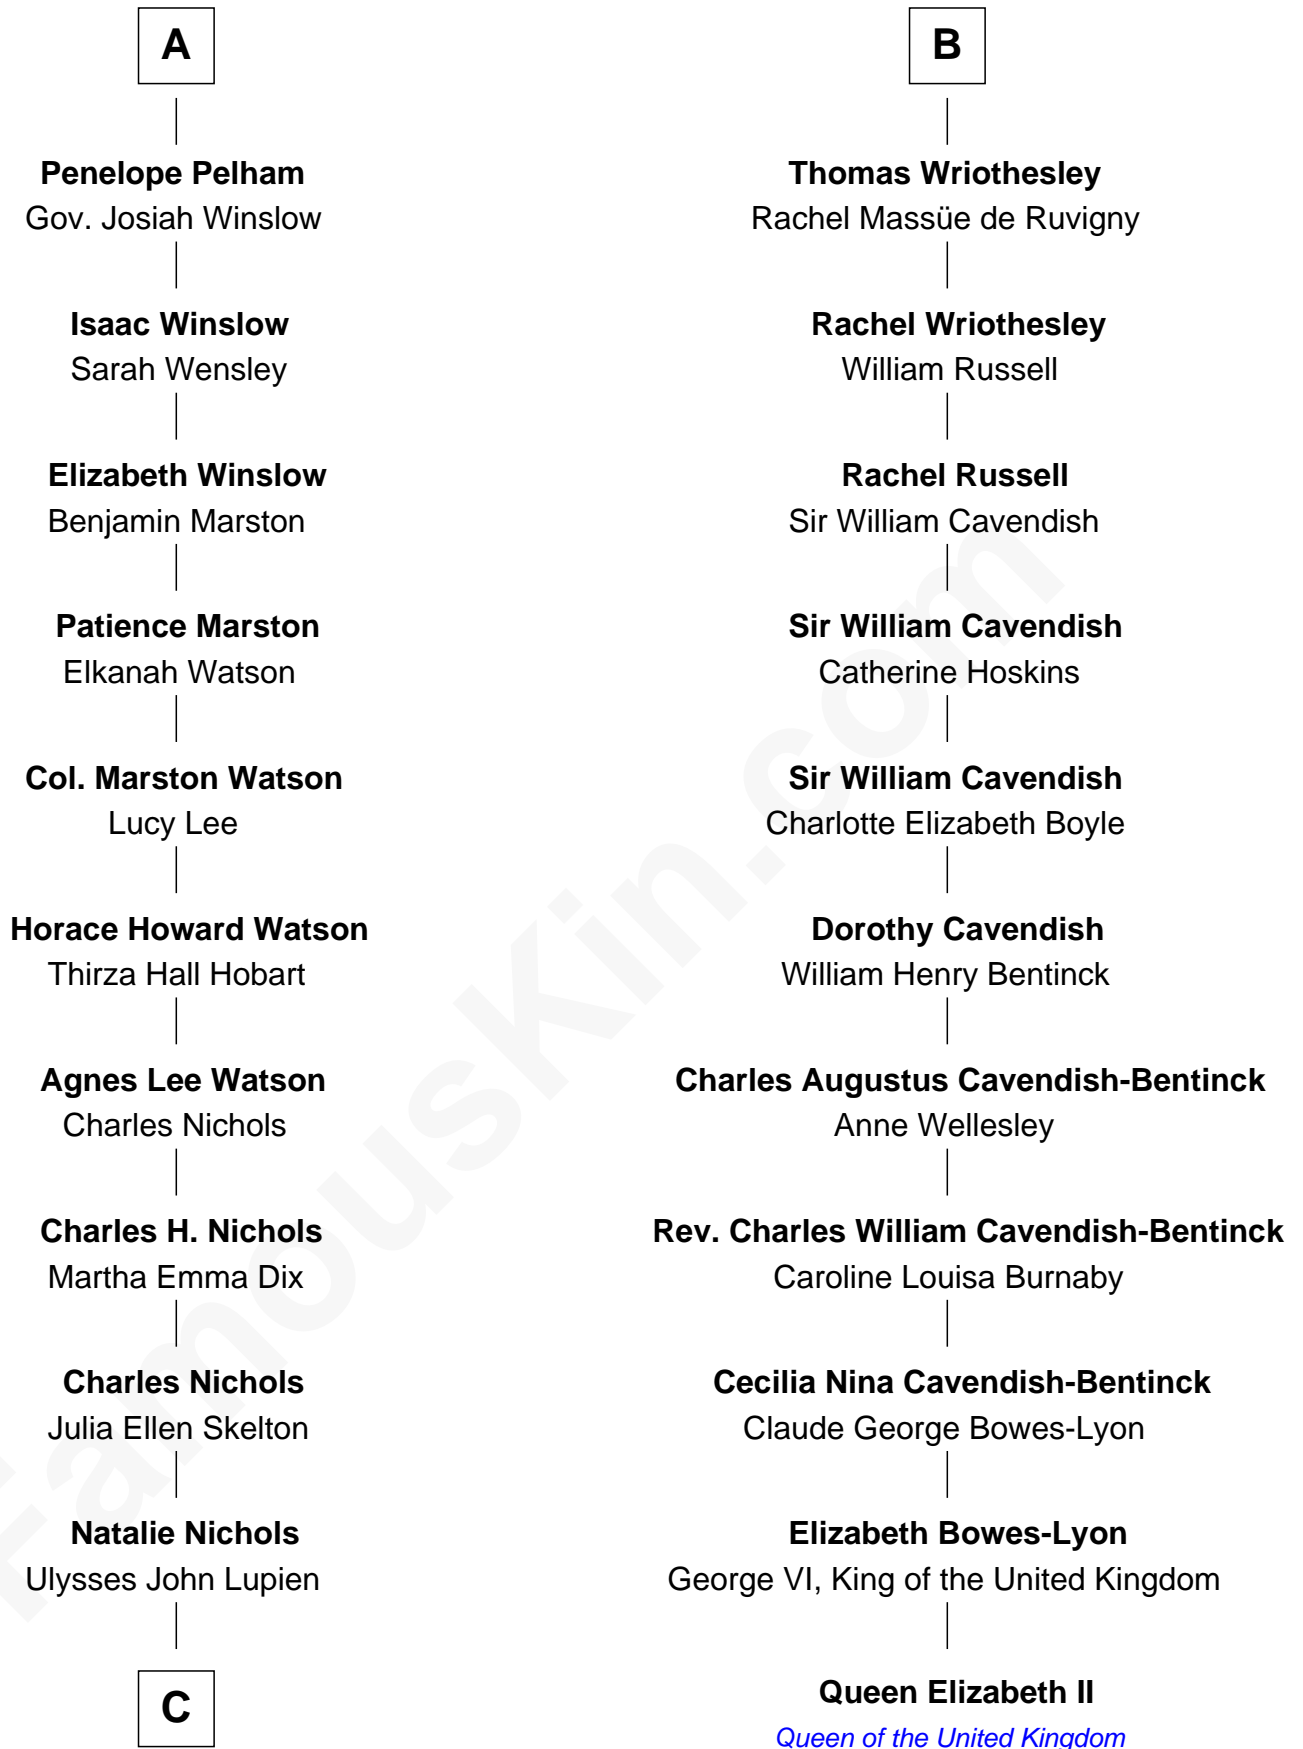 A
Penelope Pelham
Gov. Josiah Winslow
Isaac Winslow
Sarah Wensley
Elizabeth Winslow
Benjamin Marston
Patience Marston
Elkanah Watson
Col. Marston Watson
Lucy Lee
Horace Howard Watson
Thirza Hall Hobart
Agnes Lee Watson
Charles Nichols
Charles H. Nichols
Martha Emma Dix
Charles Nichols
Julia Ellen Skelton
Natalie Nichols
Ulysses John Lupien
C
B
Thomas Wriothesley
Rachel Massüe de Ruvigny
Rachel Wriothesley
William Russell
Rachel Russell
Sir William Cavendish
Sir William Cavendish
Catherine Hoskins
Sir William Cavendish
Charlotte Elizabeth Boyle
Dorothy Cavendish
William Henry Bentinck
Charles Augustus Cavendish-Bentinck
Anne Wellesley
Rev. Charles William Cavendish-Bentinck
Caroline Louisa Burnaby
Cecilia Nina Cavendish-Bentinck
Claude George Bowes-Lyon
Elizabeth Bowes-Lyon
George VI, King of the United Kingdom
Queen Elizabeth II
Queen of the United Kingdom
FamousKin.com